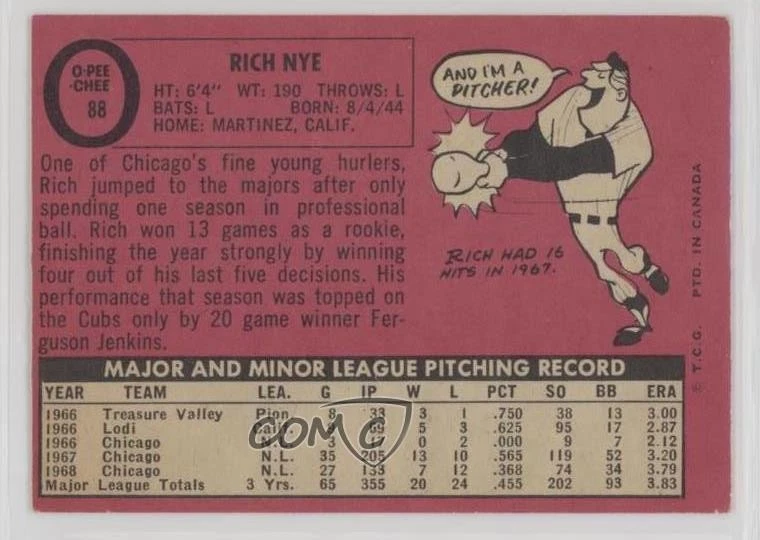 O-PEE
-CHEE
88
RICH NYE
HT: 6'4" WT: 190 THROWS: L
BATS: L BORN: 8/4/44
HOME: MARTINEZ, CALIF.
AND I'M A
PITCHER!
One of Chicago's fine young hurlers,
Rich jumped to the majors after only
spending one season in professional
ball. Rich won 13 games as a rookie,
finishing the year strongly by winning
four out of his last five decisions. His
performance that season was topped on
the Cubs only by 20 game winner Fer-
guson Jenkins.
RICH HAD 16
HITS IN 1967.
© T.C.G. PTD. IN CANADA
MAJOR AND MINOR LEAGUE PITCHING RECORD
YEAR TEAM LEA. G IP W L PCT SO BB ERA
1966 Treasure Valley Pion. 8 33 3 1 .750 38 13 3.00
1966 Lodi Calif. 69 5 3 .625 95 17 2.87
1966 Chicago N.L. 3 17 0 2 .000 9 7 2.12
1967 Chicago N.L. 35 205 13 10 .565 119 52 3.20
1968 Chicago N.L. 27 133 7 12 .368 74 34 3.79
Major League Totals 3 Yrs. 65 355 20 24 .455 202 93 3.83
COMC